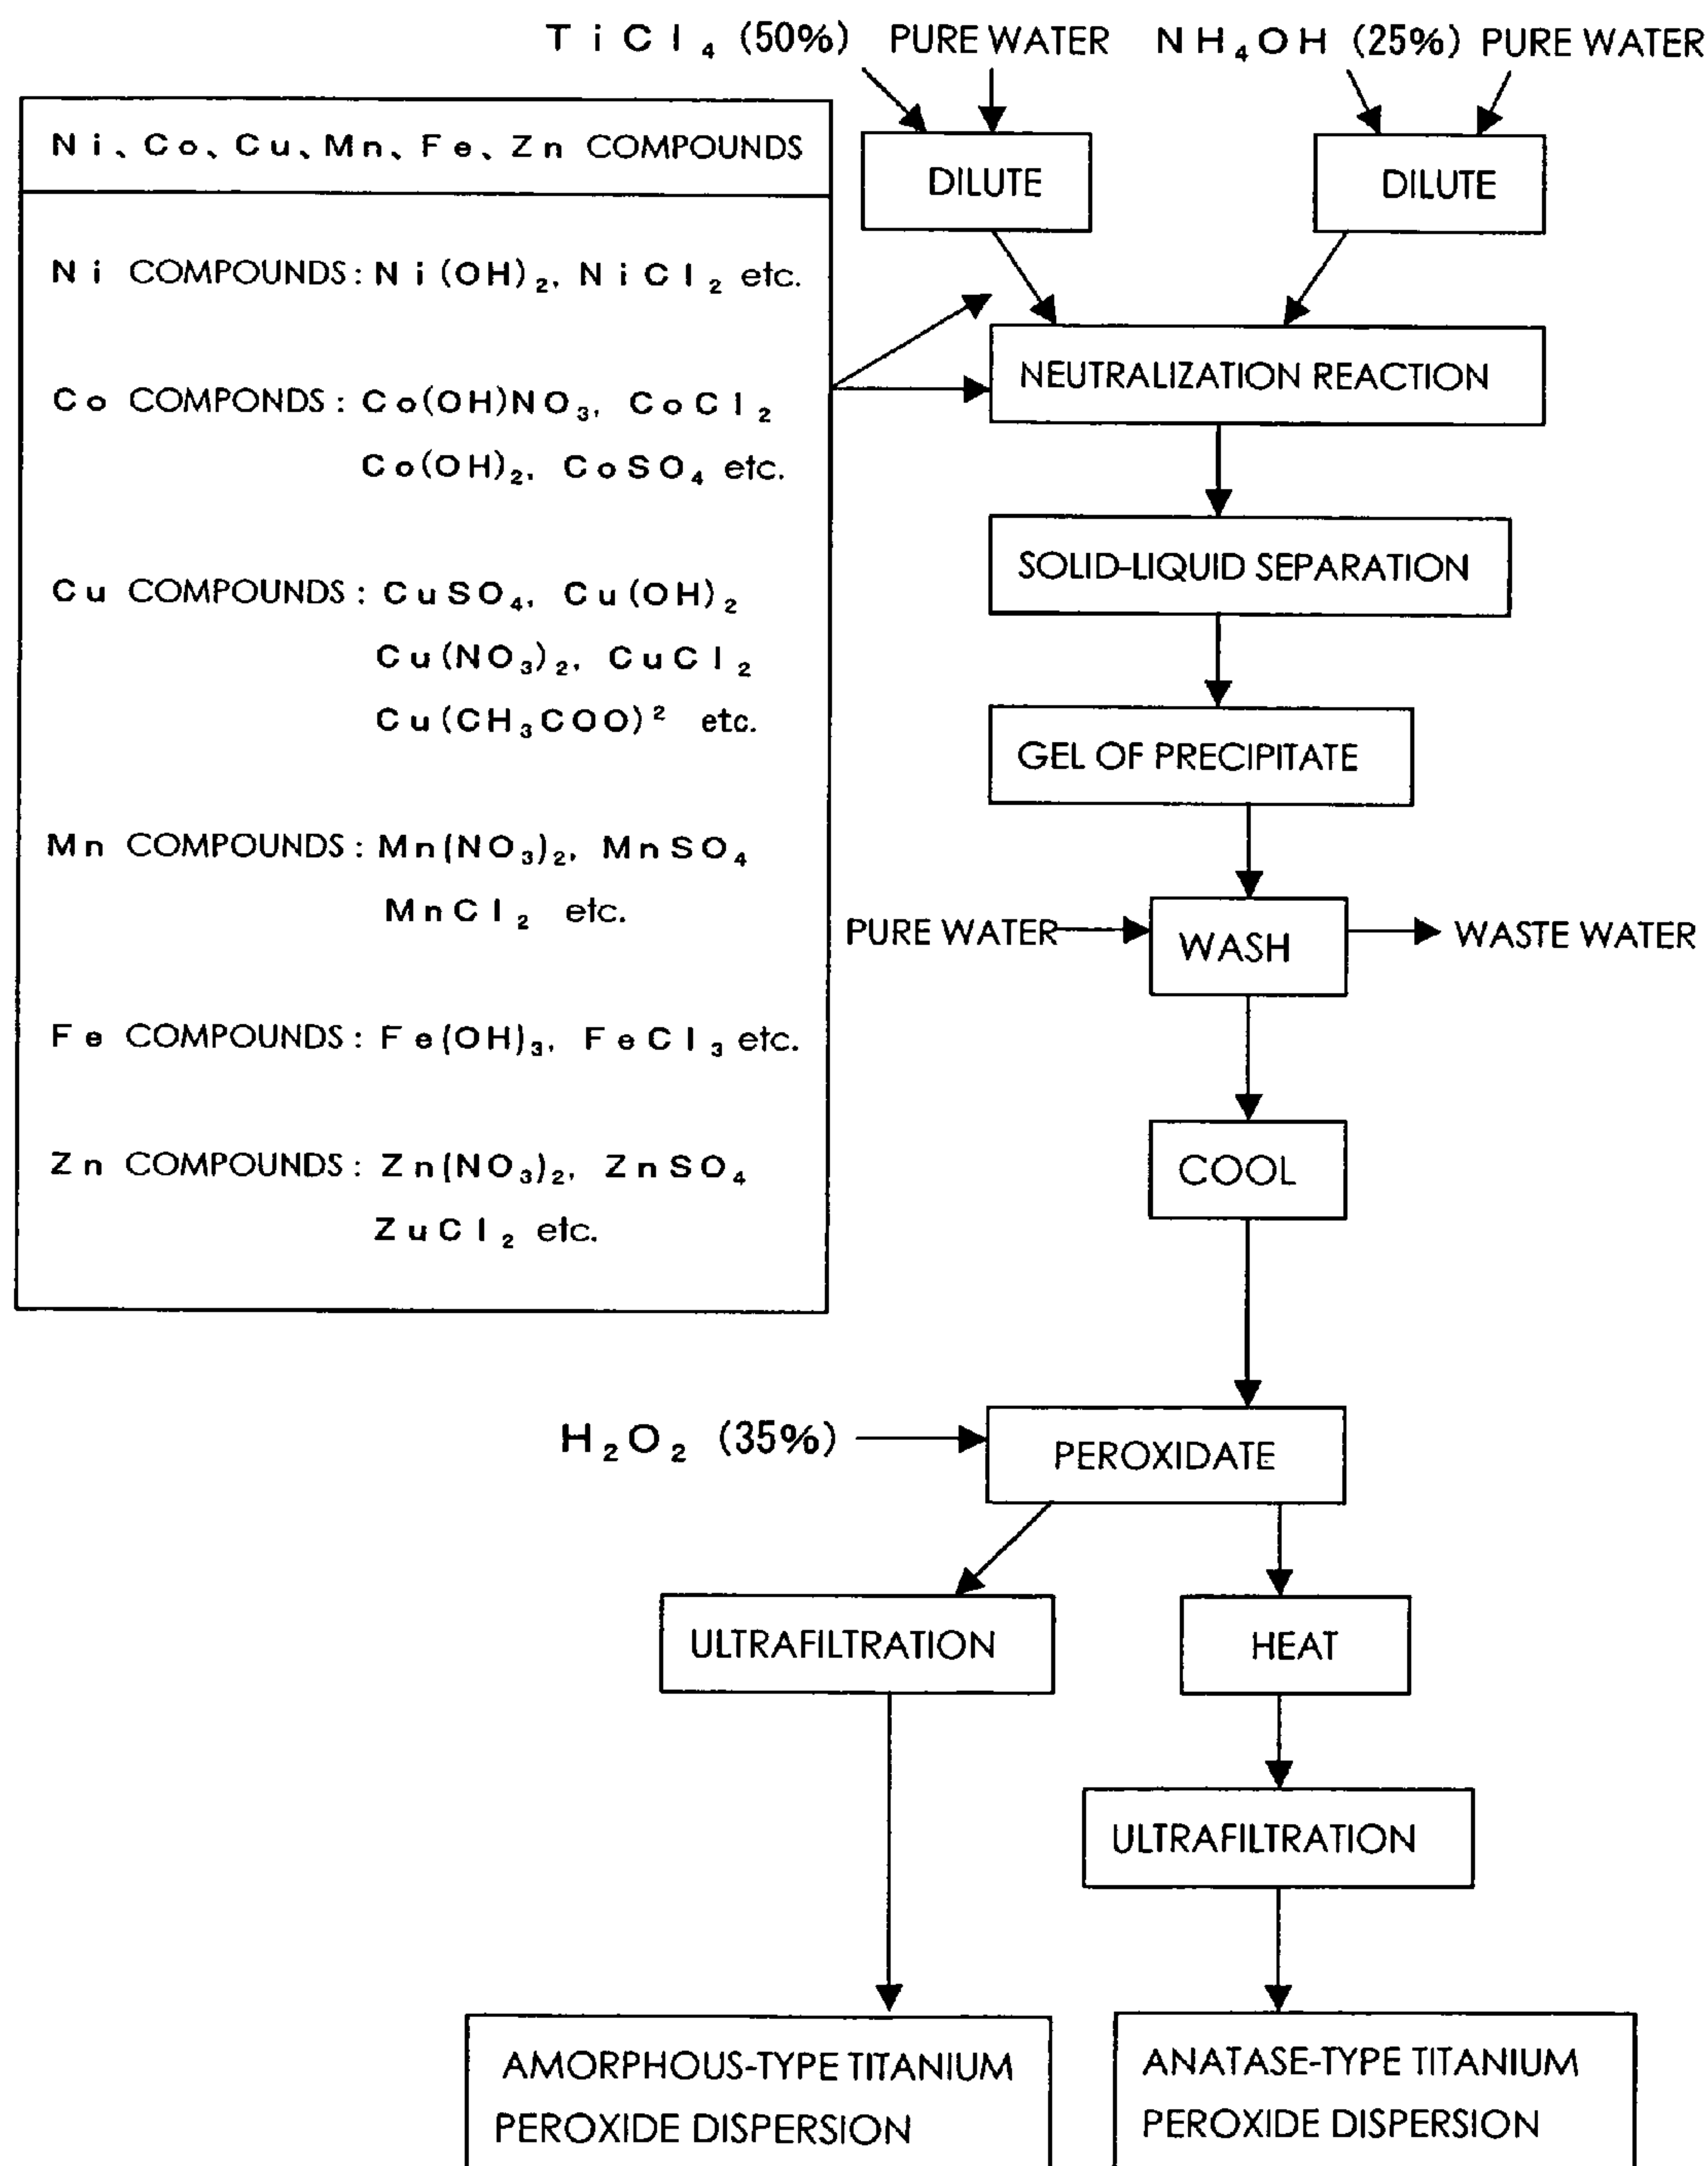 TiCl₄ (50%) PURE WATER NH₄OH (25%) PURE WATER
Ni、Co、Cu、Mn、Fe、Zn COMPOUNDS
DILUTE
DILUTE
Ni COMPOUNDS: Ni(OH)₂, NiCl₂ etc.
NEUTRALIZATION REACTION
Co COMPONDS: Co(OH)NO₃, CoCl₂
Co(OH)₂, CoSO₄ etc.
SOLID-LIQUID SEPARATION
Cu COMPOUNDS: CuSO₄, Cu(OH)₂
Cu(NO₃)₂, CuCl₂
Cu(CH₃COO)² etc.
GEL OF PRECIPITATE
Mn COMPOUNDS: Mn(NO₃)₂, MnSO₄
MnCl₂ etc.
PURE WATER
WASH
WASTE WATER
Fe COMPOUNDS: Fe(OH)₃, FeCl₃ etc.
Zn COMPOUNDS: Zn(NO₃)₂, ZnSO₄
ZuCl₂ etc.
COOL
H₂O₂ (35%)
PEROXIDATE
ULTRAFILTRATION
HEAT
ULTRAFILTRATION
AMORPHOUS-TYPE TITANIUM
PEROXIDE DISPERSION
ANATASE-TYPE TITANIUM
PEROXIDE DISPERSION